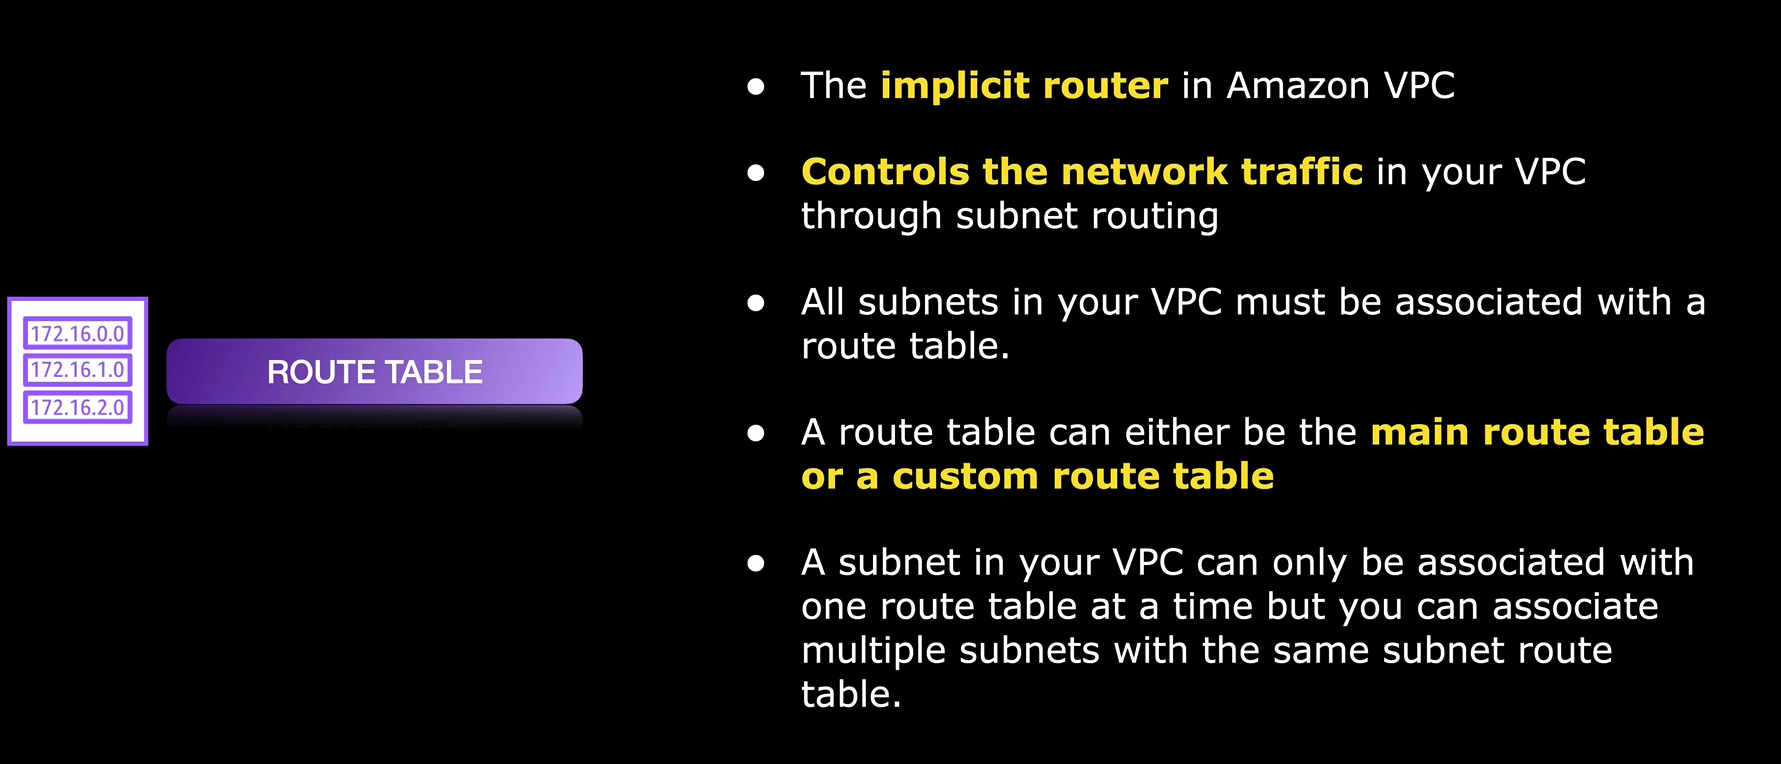 172.16.0.0
172.16.1.0
172.16.2.0
ROUTE TABLE
● The implicit router in Amazon VPC
● Controls the network traffic in your VPC
through subnet routing
● All subnets in your VPC must be associated with a
route table.
● A route table can either be the main route table
or a custom route table
● A subnet in your VPC can only be associated with
one route table at a time but you can associate
multiple subnets with the same subnet route
table.